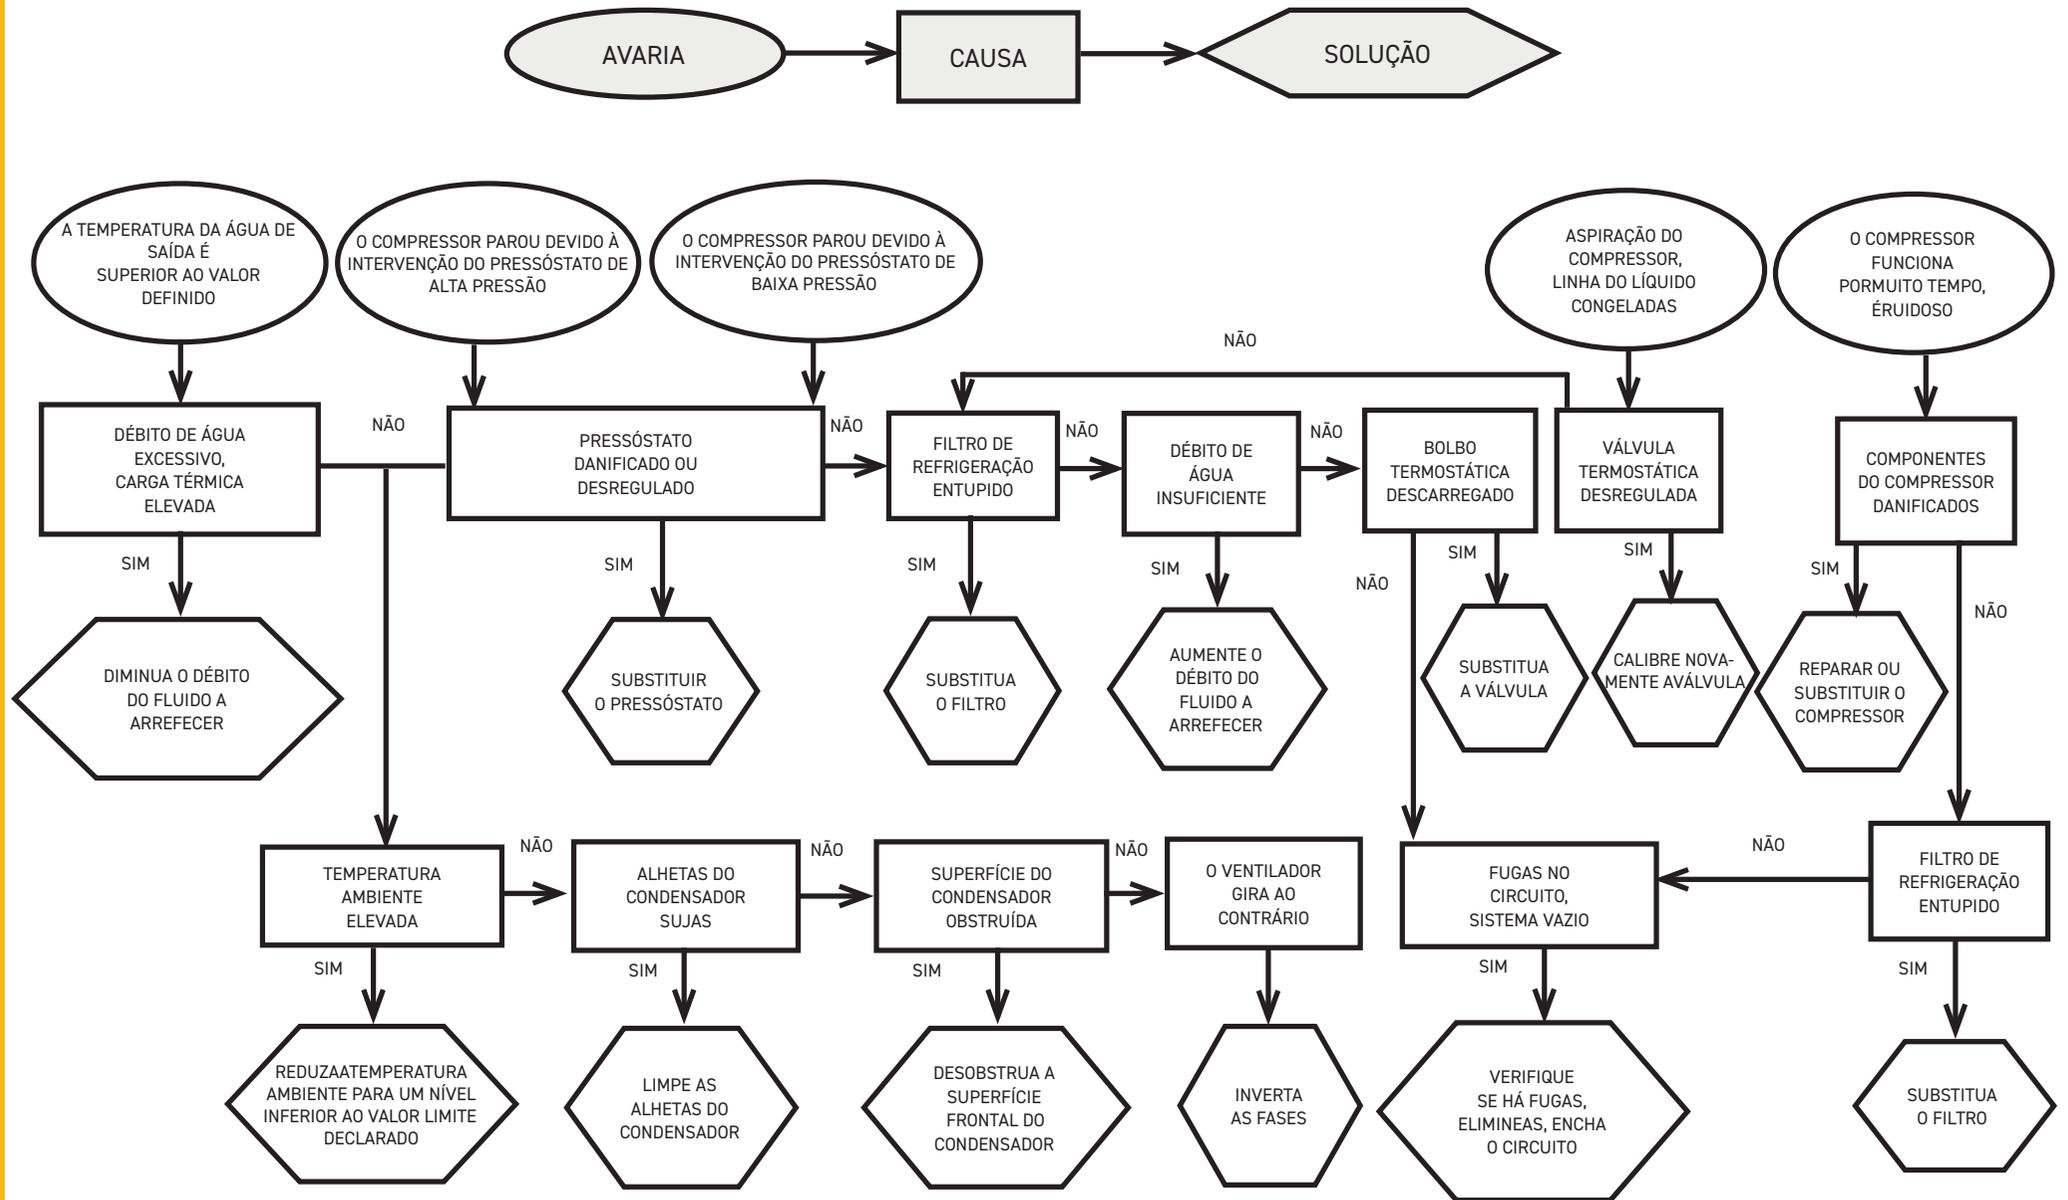 AVARIA
CAUSA
SOLUÇÃO
A TEMPERATURA DA ÁGUA DE
SAÍDA É
SUPERIOR AO VALOR
DEFINIDO
O COMPRESSOR PAROU DEVIDO À
INTERVENÇÃO DO PRESSÓSTATO DE
ALTA PRESSÃO
O COMPRESSOR PAROU DEVIDO À
INTERVENÇÃO DO PRESSÓSTATO DE
BAIXA PRESSÃO
ASPIRAÇÃO DO
COMPRESSOR,
LINHA DO LÍQUIDO
CONGELADAS
O COMPRESSOR
FUNCIONA
PORMUITO TEMPO,
ÉRUIDOSO
NÃO
DÉBITO DE ÁGUA
EXCESSIVO,
CARGA TÉRMICA
ELEVADA
NÃO
PRESSÓSTATO
DANIFICADO OU
DESREGULADO
NÃO
FILTRO DE
REFRIGERAÇÃO
ENTUPIDO
NÃO
DÉBITO DE
ÁGUA
INSUFICIENTE
NÃO
BOLBO
TERMOSTÁTICA
DESCARREGADO
VÁLVULA
TERMOSTÁTICA
DESREGULADA
COMPONENTES
DO COMPRESSOR
DANIFICADOS
SIM
SIM
SIM
SIM
NÃO
SIM
SIM
SIM
NÃO
DIMINUA O DÉBITO
DO FLUIDO A
ARREFECER
SUBSTITUIR
O PRESSÓSTATO
SUBSTITUA
O FILTRO
AUMENTE O
DÉBITO DO
FLUIDO A
ARREFECER
SUBSTITUA
A VÁLVULA
CALIBRE NOVA-
MENTE AVÁLVULA
REPARAR OU
SUBSTITUIR O
COMPRESSOR
TEMPERATURA
AMBIENTE
ELEVADA
NÃO
ALHETAS DO
CONDENSADOR
SUJAS
NÃO
SUPERFÍCIE DO
CONDENSADOR
OBSTRUÍDA
NÃO
O VENTILADOR
GIRA AO
CONTRÁRIO
FUGAS NO
CIRCUITO,
SISTEMA VAZIO
NÃO
FILTRO DE
REFRIGERAÇÃO
ENTUPIDO
SIM
SIM
SIM
SIM
SIM
REDUZAATEMPERATURA
AMBIENTE PARA UM NÍVEL
INFERIOR AO VALOR LIMITE
DECLARADO
LIMPE AS
ALHETAS DO
CONDENSADOR
DESOBSTRUA A
SUPERFÍCIE
FRONTAL DO
CONDENSADOR
INVERTA
AS FASES
VERIFIQUE
SE HÁ FUGAS,
ELIMINEAS, ENCHA
O CIRCUITO
SUBSTITUA
O FILTRO